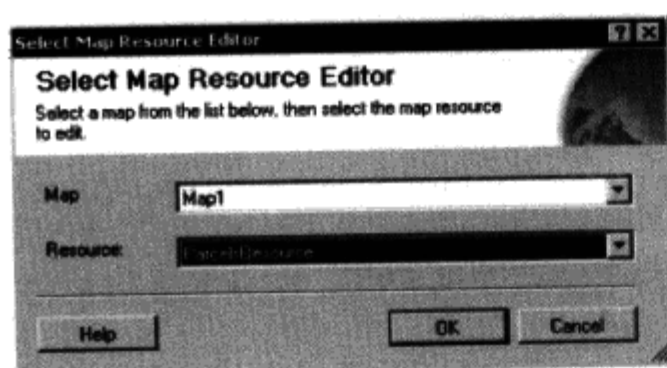 Select Map Resource Editor
Select Map Resource Editor
Select a map from the list below, then select the map resource
to edit.
Map
Map1
Resource:
Help
OK
Cancel